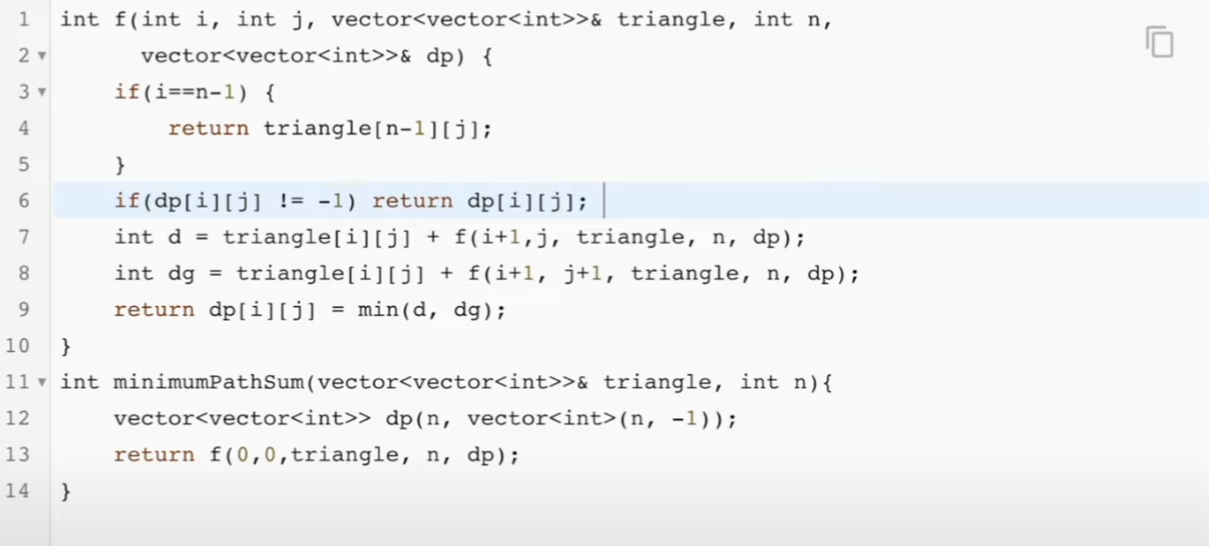 1 int f(int i, int j, vector<vector<int>>& triangle, int n,
2 vector<vector<int>>& dp) {
3 if(i==n-1) {
4 return triangle[n-1][j];
5 }
6 if(dp[i][j] != -1) return dp[i][j];
7 int d = triangle[i][j] + f(i+1,j, triangle, n, dp);
8 int dg = triangle[i][j] + f(i+1, j+1, triangle, n, dp);
9 return dp[i][j] = min(d, dg);
10 }
11 int minimumPathSum(vector<vector<int>>& triangle, int n){
12 vector<vector<int>> dp(n, vector<int>(n, -1));
13 return f(0,0,triangle, n, dp);
14 }